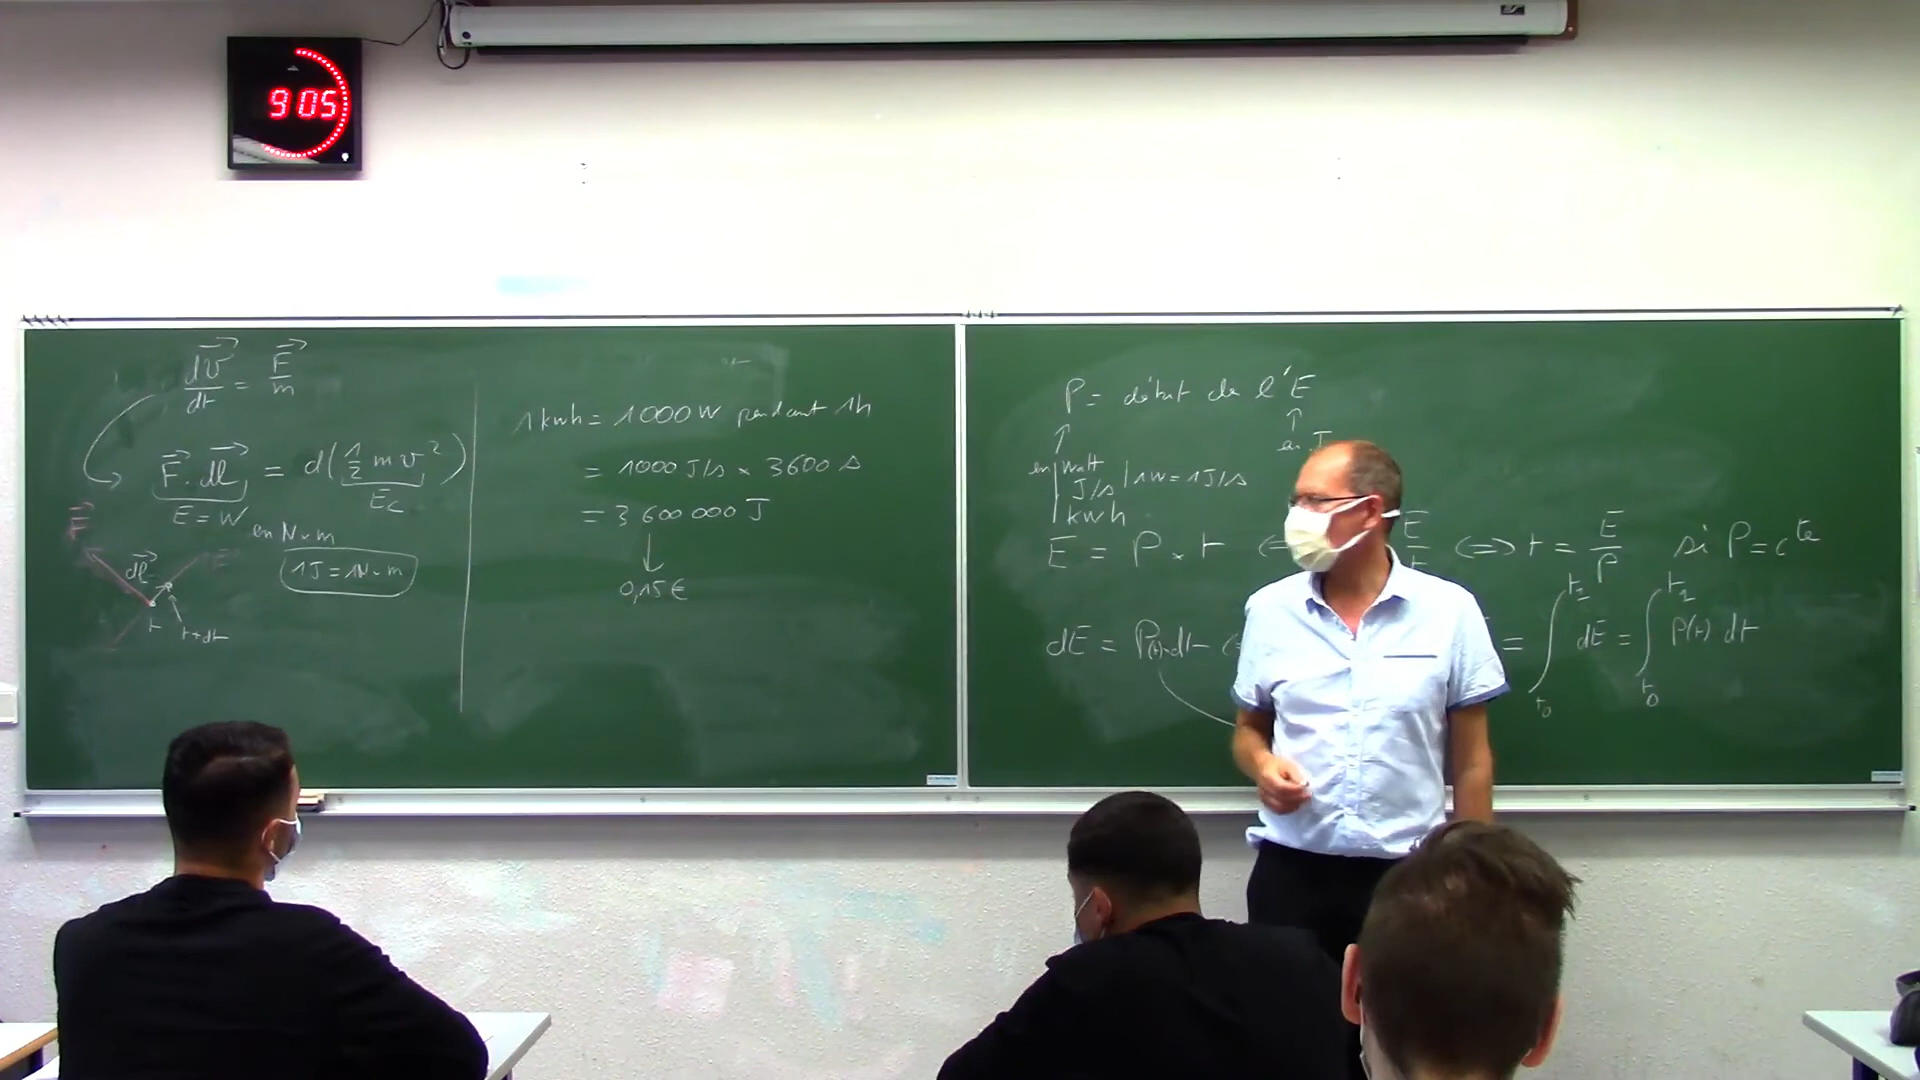 9 05
dv/dt = F/m
F . dl = d(1/2 m v²)
E = W
Ec
en N×m
1J = 1N×m
F
dl
t
t+dt
1 kwh = 1000 W pendant 1h
= 1000 J/s × 3600 s
= 3 600 000 J
↓
0,15 €
P = débit de l'E
↑ ↑
en J
en | Watt
J/s | 1W = 1J/s
kwh
E = P × t ⇔ E/t ⇔ t = E/P si P = cte
dE = P(t).dt = ∫ t0 t1 dE = ∫ t0 t1 P(t) dt